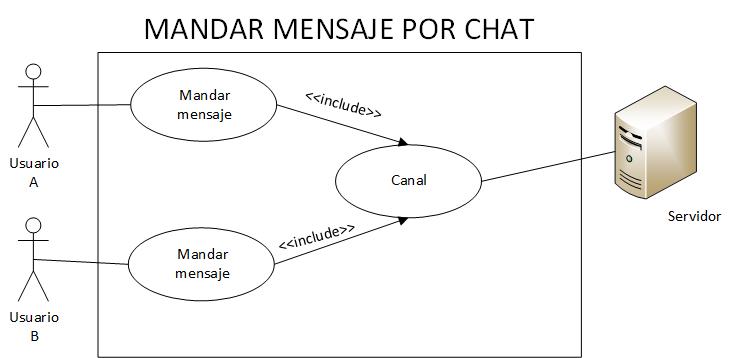 MANDAR MENSAJE POR CHAT
Mandar
mensaje
<<include>>
Usuario
A
Canal
Servidor
<<include>>
Mandar
mensaje
Usuario
B